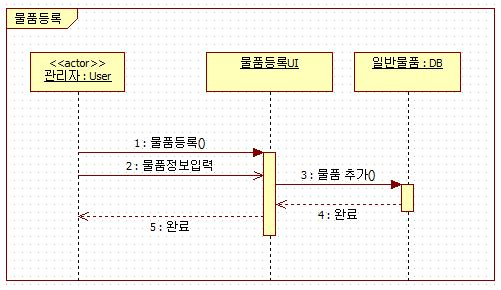 물품등록
<<actor>>
관리자 : User
물품등록UI
일반물품 : DB
1 : 물품등록()
2 : 물품정보입력
3 : 물품 추가()
4 : 완료
5 : 완료